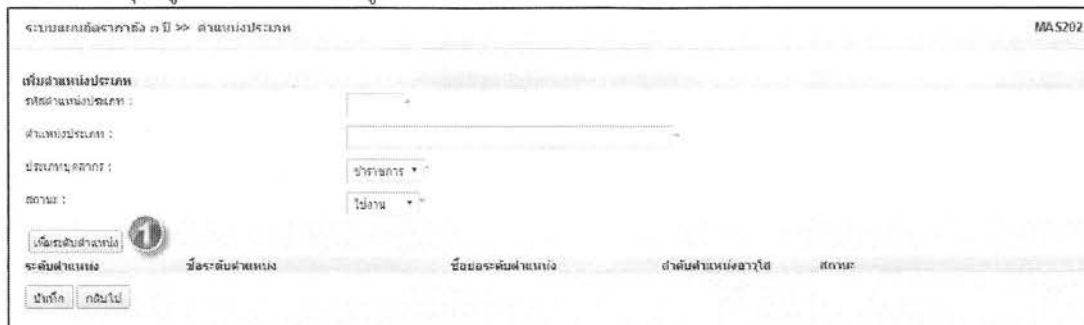 ระบบแผนอัตรากำลัง ๓ ปี >> ตำแหน่งประเภท MAS202
เพิ่มตำแหน่งประเภท
รหัสตำแหน่งประเภท : *
ตำแหน่งประเภท : *
ประเภทบุคลากร : ข้าราชการ *
สถานะ : ใช้งาน *
เพิ่มระดับตำแหน่ง 1
ระดับตำแหน่ง ชื่อระดับตำแหน่ง ชื่อย่อระดับตำแหน่ง ลำดับตำแหน่งอาวุโส สถานะ
บันทึก กลับไป